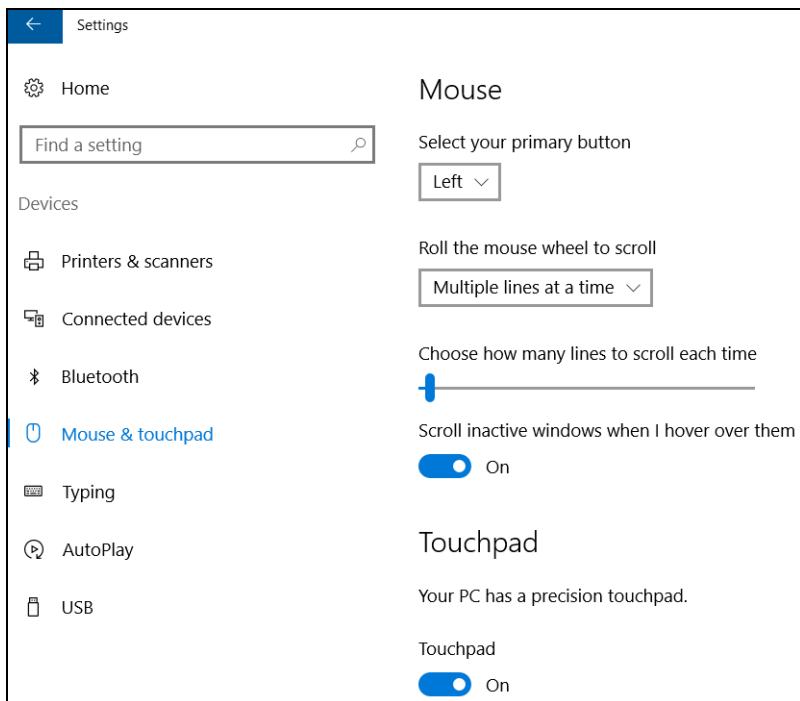 Settings
Home
Find a setting
Devices
Printers & scanners
Connected devices
Bluetooth
Mouse & touchpad
Typing
AutoPlay
USB
Mouse
Select your primary button
Left
Roll the mouse wheel to scroll
Multiple lines at a time
Choose how many lines to scroll each time
Scroll inactive windows when I hover over them
On
Touchpad
Your PC has a precision touchpad.
Touchpad
On